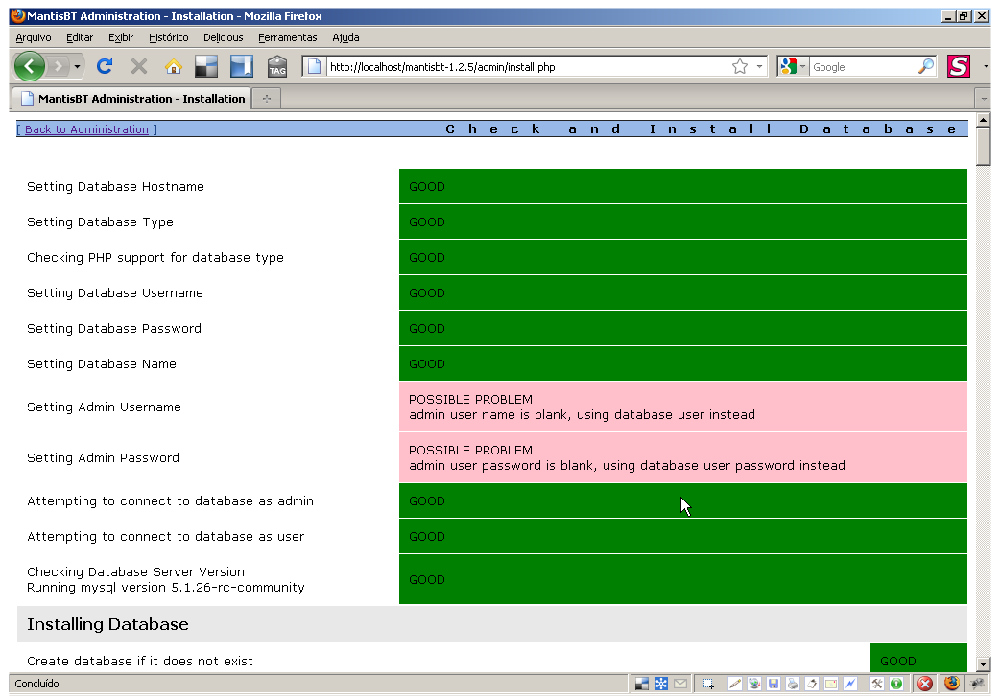 MantisBT Administration - Installation - Mozilla Firefox
Arquivo Editar Exibir Histórico Delicious Ferramentas Ajuda
TAG http://localhost/mantisbt-1.2.5/admin/install.php Google S
MantisBT Administration - Installation
[ Back to Administration ] Check and Install Database
Setting Database Hostname GOOD
Setting Database Type GOOD
Checking PHP support for database type GOOD
Setting Database Username GOOD
Setting Database Password GOOD
Setting Database Name GOOD
Setting Admin Username
POSSIBLE PROBLEM
admin user name is blank, using database user instead
Setting Admin Password
POSSIBLE PROBLEM
admin user password is blank, using database user password instead
Attempting to connect to database as admin GOOD
Attempting to connect to database as user GOOD
Checking Database Server Version
Running mysql version 5.1.26-rc-community
GOOD
Installing Database
Create database if it does not exist GOOD
Concluído